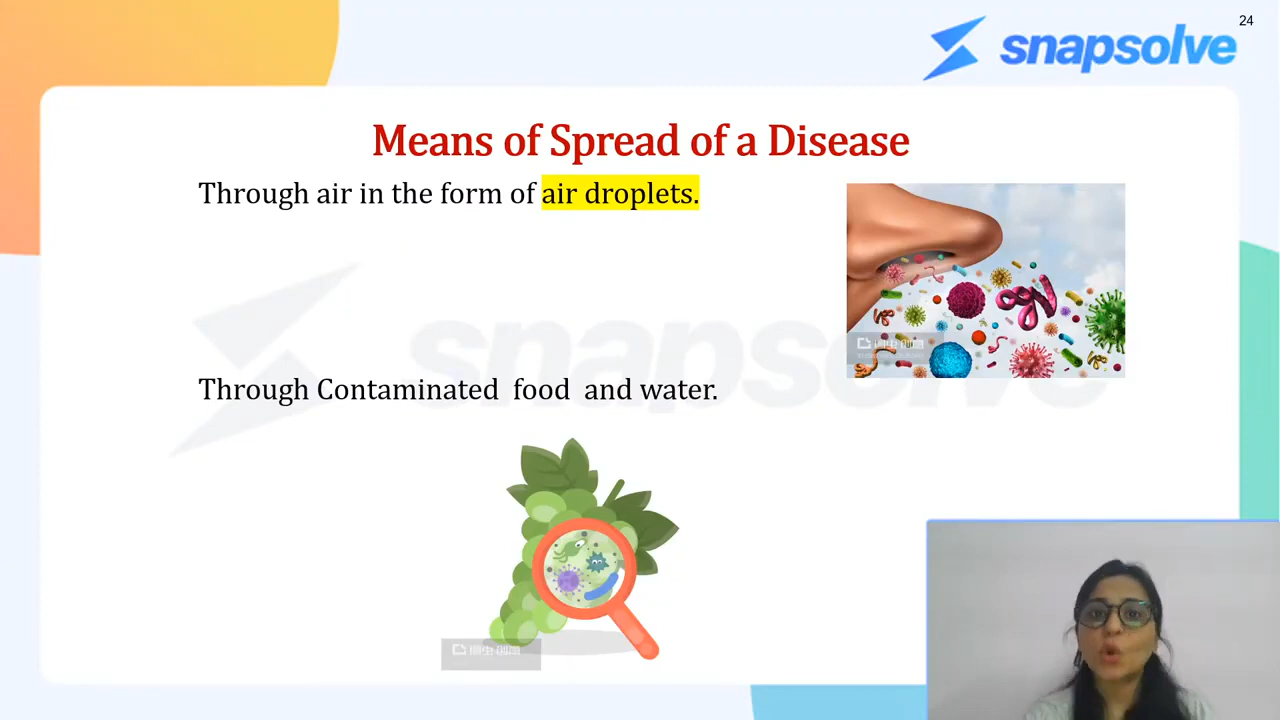 24
snapsolve
Means of Spread of a Disease
Through air in the form of air droplets.
snapsolve
Through Contaminated food and water.